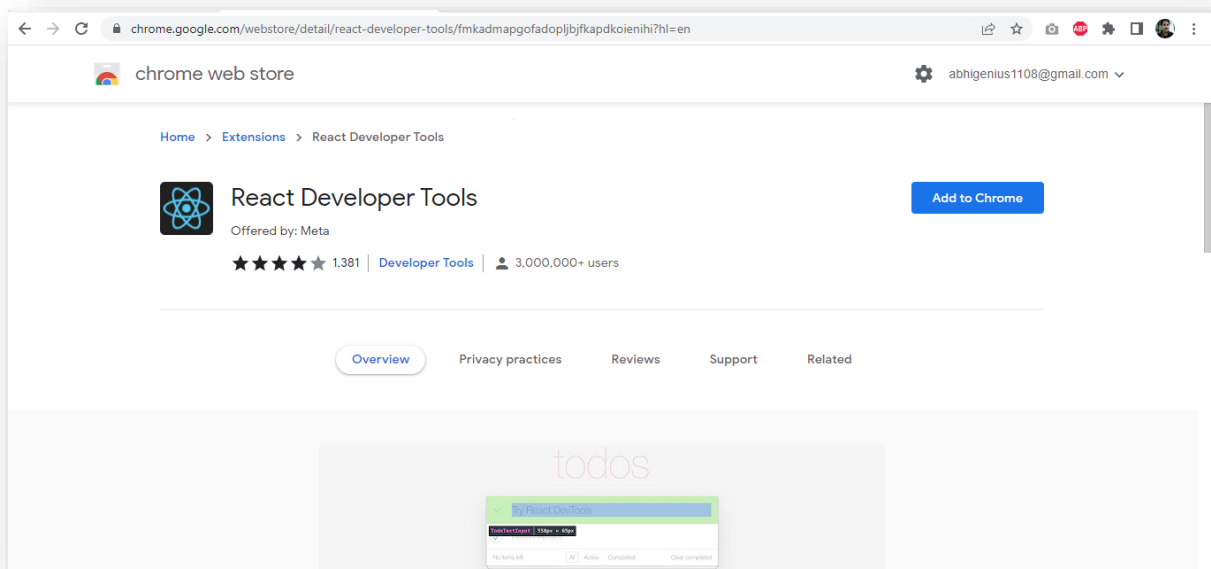 chrome.google.com/webstore/detail/react-developer-tools/fmkadmapgofadopljbjfkapdkoienihi?hl=en
ABP
chrome web store
abhigenius1108@gmail.com
Home > Extensions > React Developer Tools
React Developer Tools
Add to Chrome
Offered by: Meta
1,381
Developer Tools
3,000,000+ users
Overview
Privacy practices
Reviews
Support
Related
todos
Try React DevTools
TodoTextInput 558px × 65px
No items left
All
Active
Completed
Clear completed